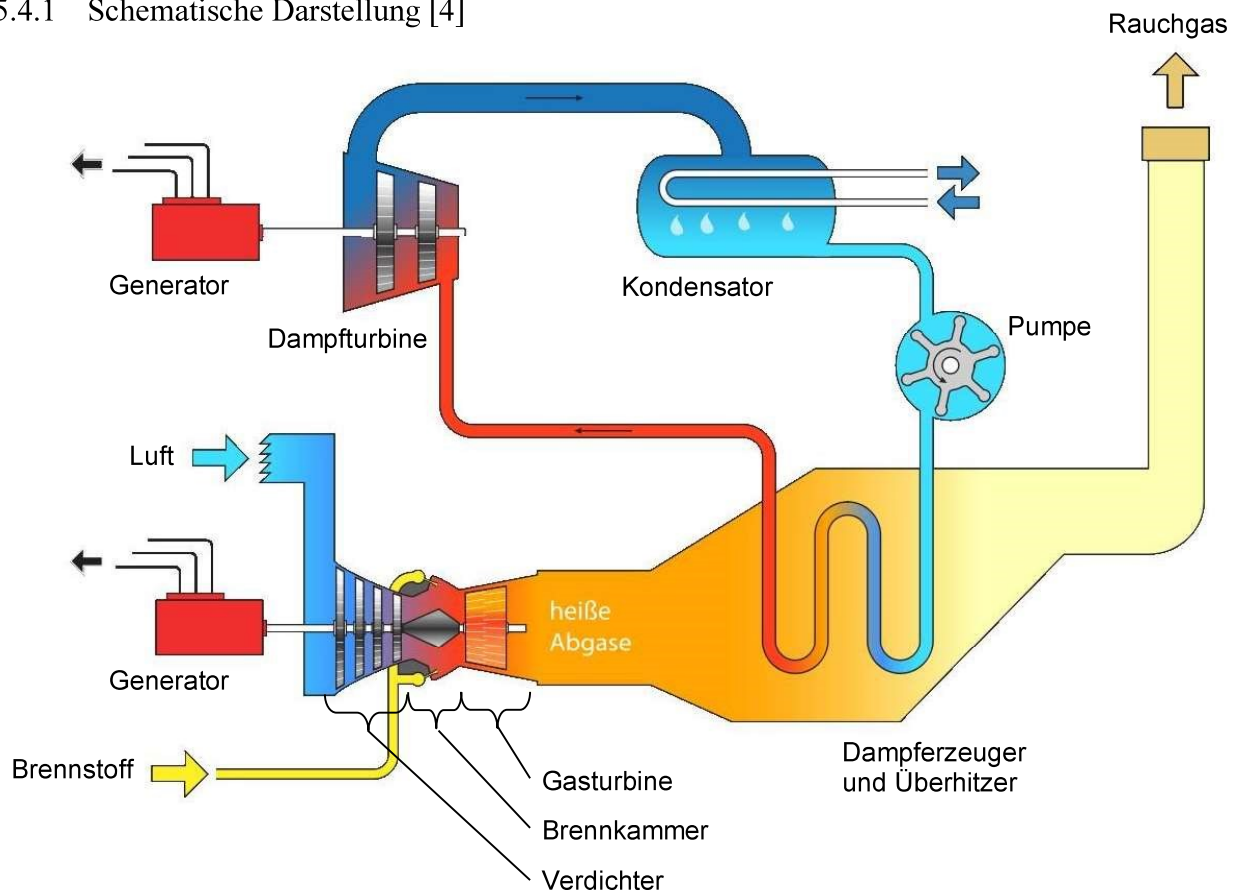 5.4.1 Schematische Darstellung [4]
Rauchgas
Generator
Kondensator
Dampfturbine
Pumpe
Luft
heiße
Abgase
Generator
Brennstoff
Dampferzeuger
und Überhitzer
Gasturbine
Brennkammer
Verdichter